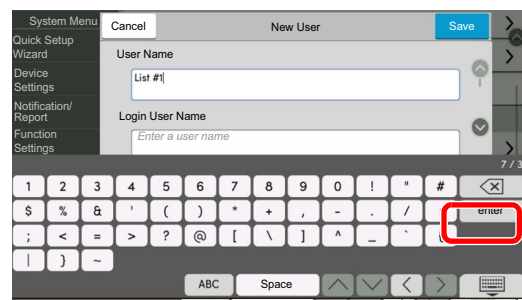 System Menu
Cancel
New User
Save
Quick Setup
Wizard
User Name
Device
Settings
List #1
Notification/
Report
Login User Name
Function
Settings
Enter a user name
7 / 3
1 2 3 4 5 6 7 8 9 0 ! " #
$ % & ' ( ) * + , - . / enter
; < = > ? @ [ \ ] ^ _ `
| } ~
ABC Space